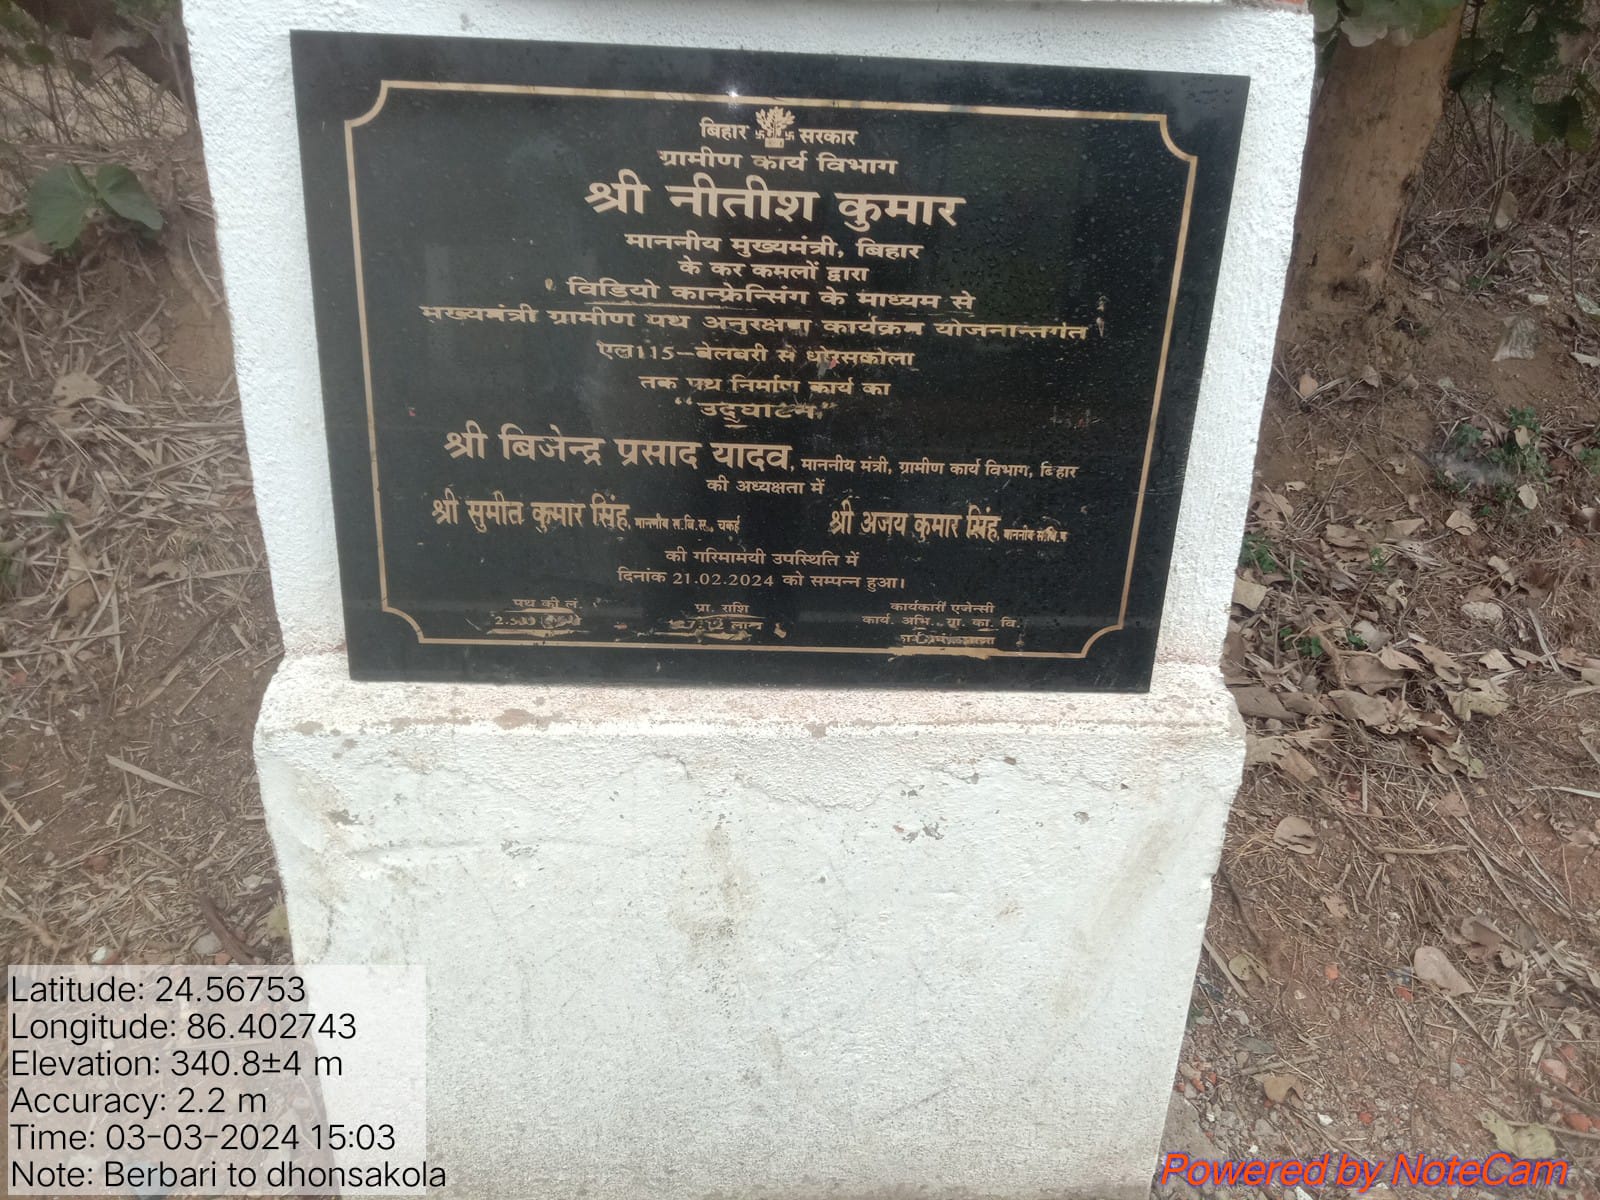 बिहार सरकार
ग्रामीण कार्य विभाग
श्री नीतीश कुमार
माननीय मुख्यमंत्री, बिहार
के कर कमलों द्वारा
विडियो कान्फ्रेन्सिंग के माध्यम से
मुख्यमंत्री ग्रामीण पथ अनुरक्षण कार्यक्रम योजनान्तर्गत
एल115-बेलबरी से
तक पथ निर्माण कार्य का
“उद्घाटन”
श्री बिजेन्द्र प्रसाद यादव, माननीय मंत्री, ग्रामीण कार्य विभाग, बिहार
की अध्यक्षता में
श्री सुमीत कुमार सिंह, माननीय स.वि.स., चकई श्री अजय कुमार सिंह, माननीय
की गरिमामयी उपस्थिति में
दिनांक 21.02.2024 को सम्पन्न हुआ।
पथ की लं. प्रा. राशि कार्यकारी एजेन्सी
लाख कार्य. अभि., ग्रा. का. वि.
Latitude: 24.56753
Longitude: 86.402743
Elevation: 340.8±4 m
Accuracy: 2.2 m
Time: 03-03-2024 15:03
Note: Berbari to dhonsakola
Powered by NoteCam